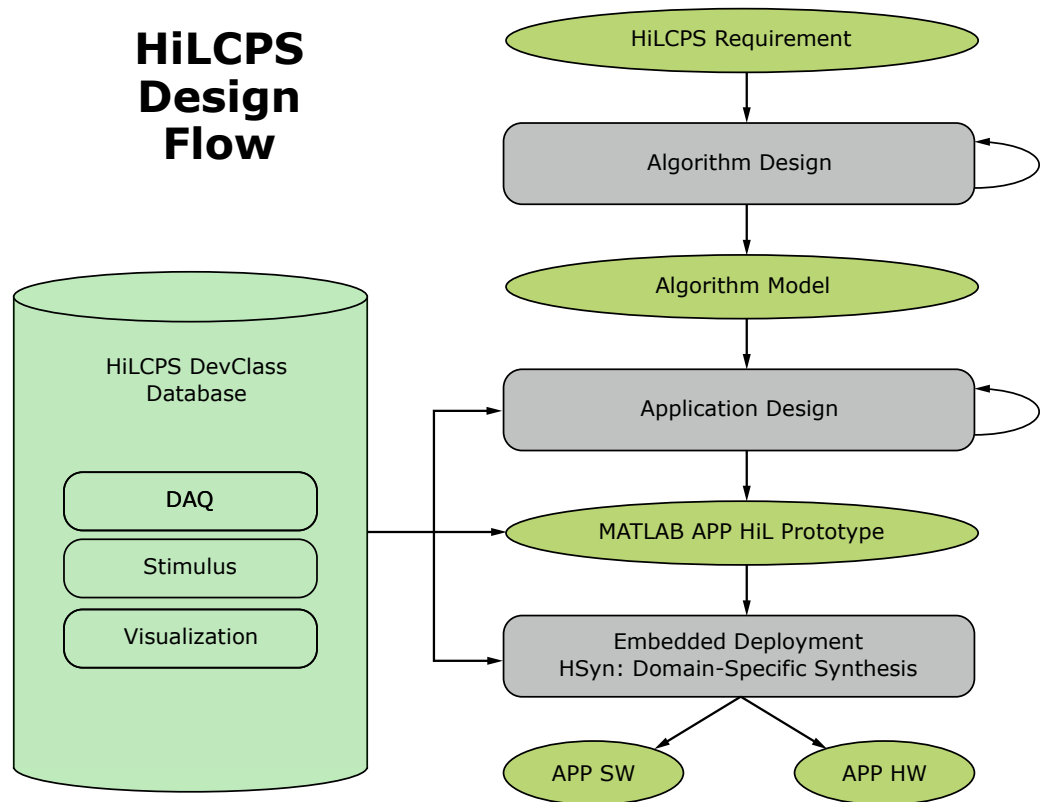 HiLCPS
Design
Flow
HiLCPS Requirement
Algorithm Design
Algorithm Model
HiLCPS DevClass
Database
DAQ
Stimulus
Visualization
Application Design
MATLAB APP HiL Prototype
Embedded Deployment
HSyn: Domain-Specific Synthesis
APP SW
APP HW